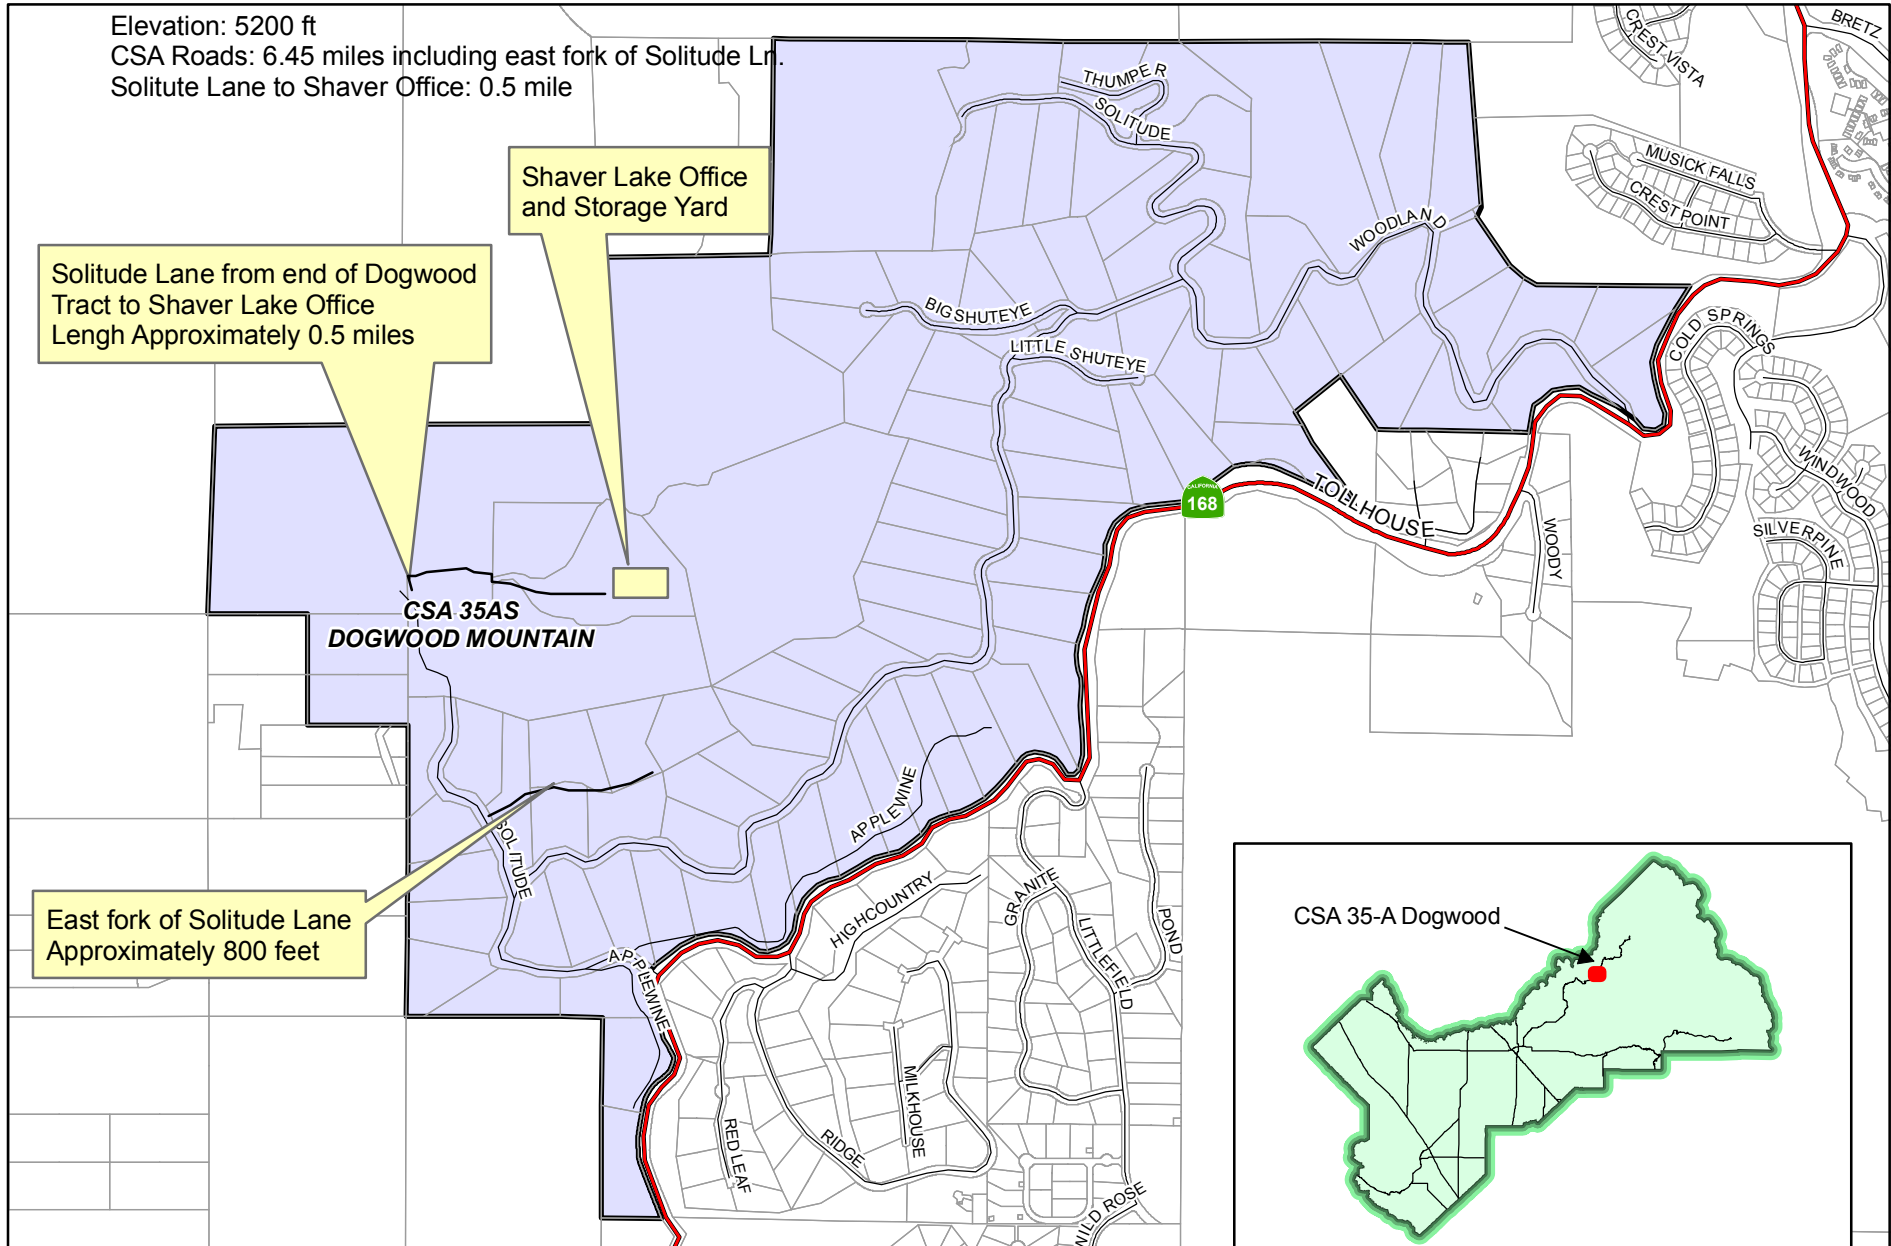 Elevation: 5200 ft
CSA Roads: 6.45 miles including east fork of Solitude Ln.
Solitute Lane to Shaver Office: 0.5 mile
Shaver Lake Office
and Storage Yard
Solitude Lane from end of Dogwood
Tract to Shaver Lake Office
Lengh Approximately 0.5 miles
THUMPER
SOLITUDE
WOODLAND
BIG SHUTEYE
LITTLE SHUTEYE
CREST VISTA
BRETZ
MUSICK FALLS
CREST POINT
COLD SPRINGS
WINDWOOD
SILVERPINE
CALIFORNIA
168
TOLLHOUSE
WOODY
CSA 35AS
DOGWOOD MOUNTAIN
SOLITUDE
APPLEWINE
East fork of Solitude Lane
Approximately 800 feet
APPLEWINE
HIGHCOUNTRY
GRANITE
LITTLEFIELD
POND
RED LEAF
RIDGE
MILKHOUSE
WILD ROSE
CSA 35-A Dogwood